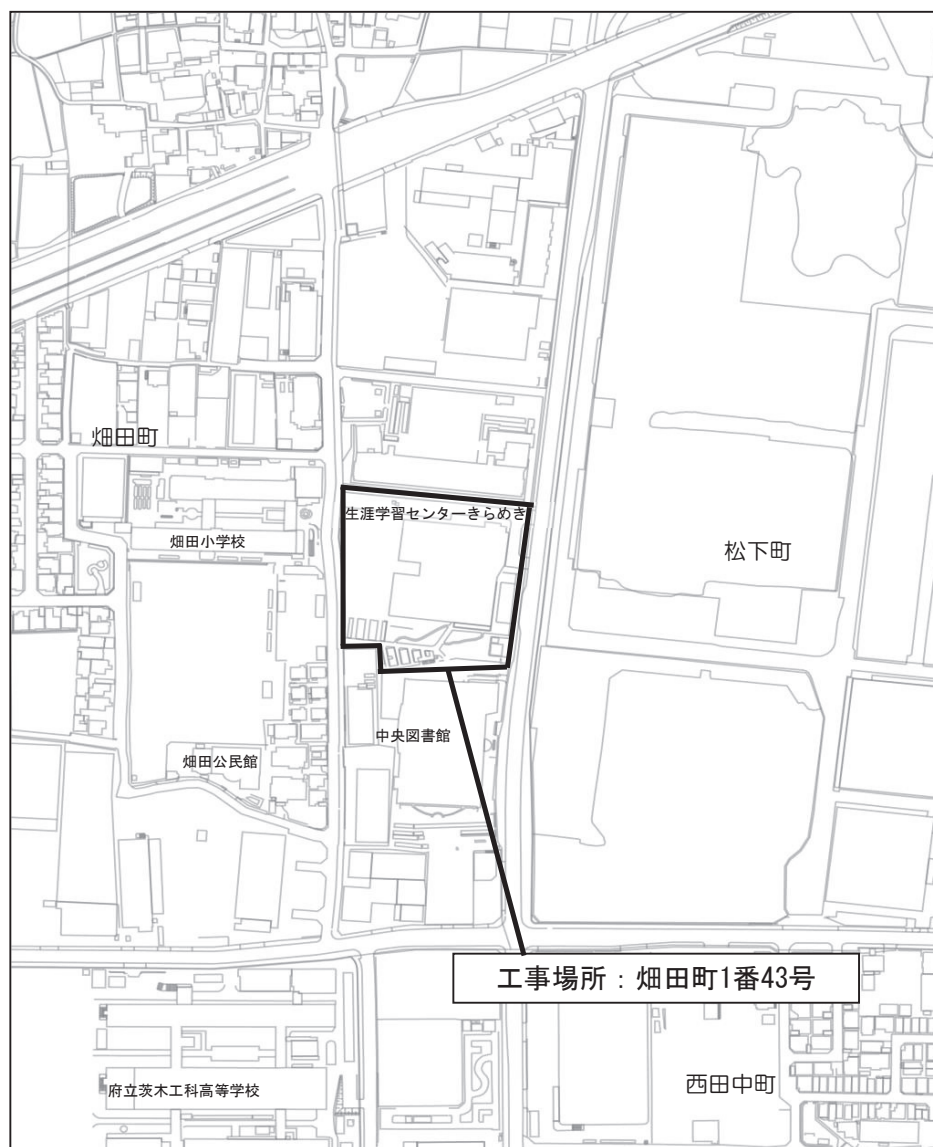 畑田町
生涯学習センターきらめき
畑田小学校
松下町
中央図書館
畑田公民館
工事場所：畑田町1番43号
府立茨木工科高等学校
西田中町